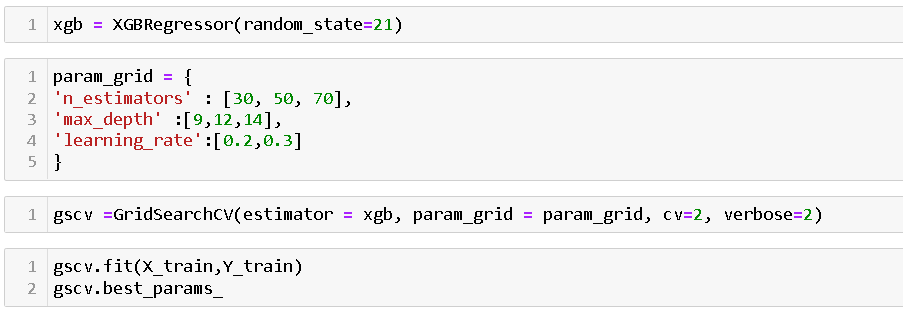 1 xgb = XGBRegressor(random_state=21)
1 param_grid = {
2 'n_estimators' : [30, 50, 70],
3 'max_depth' :[9,12,14],
4 'learning_rate':[0.2,0.3]
5 }
1 gscv =GridSearchCV(estimator = xgb, param_grid = param_grid, cv=2, verbose=2)
1 gscv.fit(X_train,Y_train)
2 gscv.best_params_